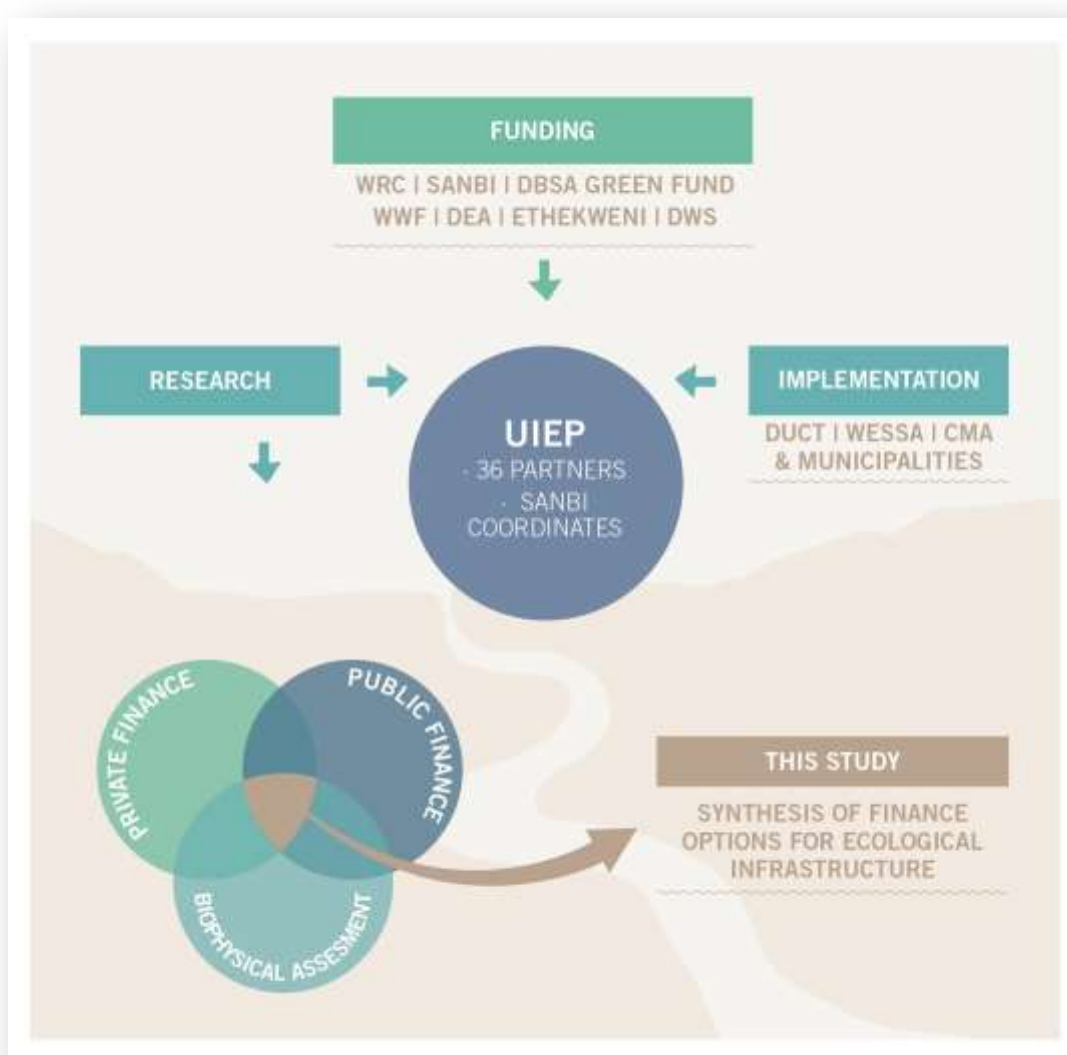 FUNDING
WRC | SANBI | DBSA GREEN FUND
WWF | DEA | ETHEKWENI | DWS
RESEARCH
IMPLEMENTATION
DUCT | WESSA | CMA
& MUNICIPALITIES
UIEP
· 36 PARTNERS
· SANBI
COORDINATES
PRIVATE FINANCE
PUBLIC FINANCE
BIOPHYSICAL ASSESMENT
THIS STUDY
SYNTHESIS OF FINANCE
OPTIONS FOR ECOLOGICAL
INFRASTRUCTURE